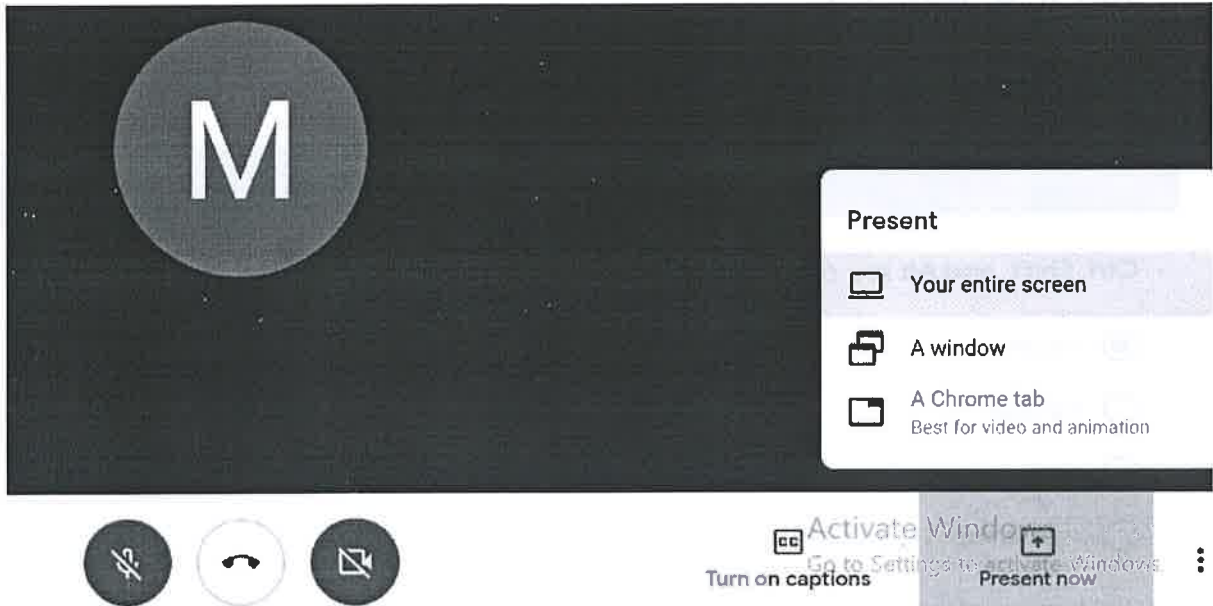 M
Present
Your entire screen
A window
A Chrome tab
Best for video and animation
CC
Activate Windows
Go to Settings to activate Windows.
Turn on captions
Present now